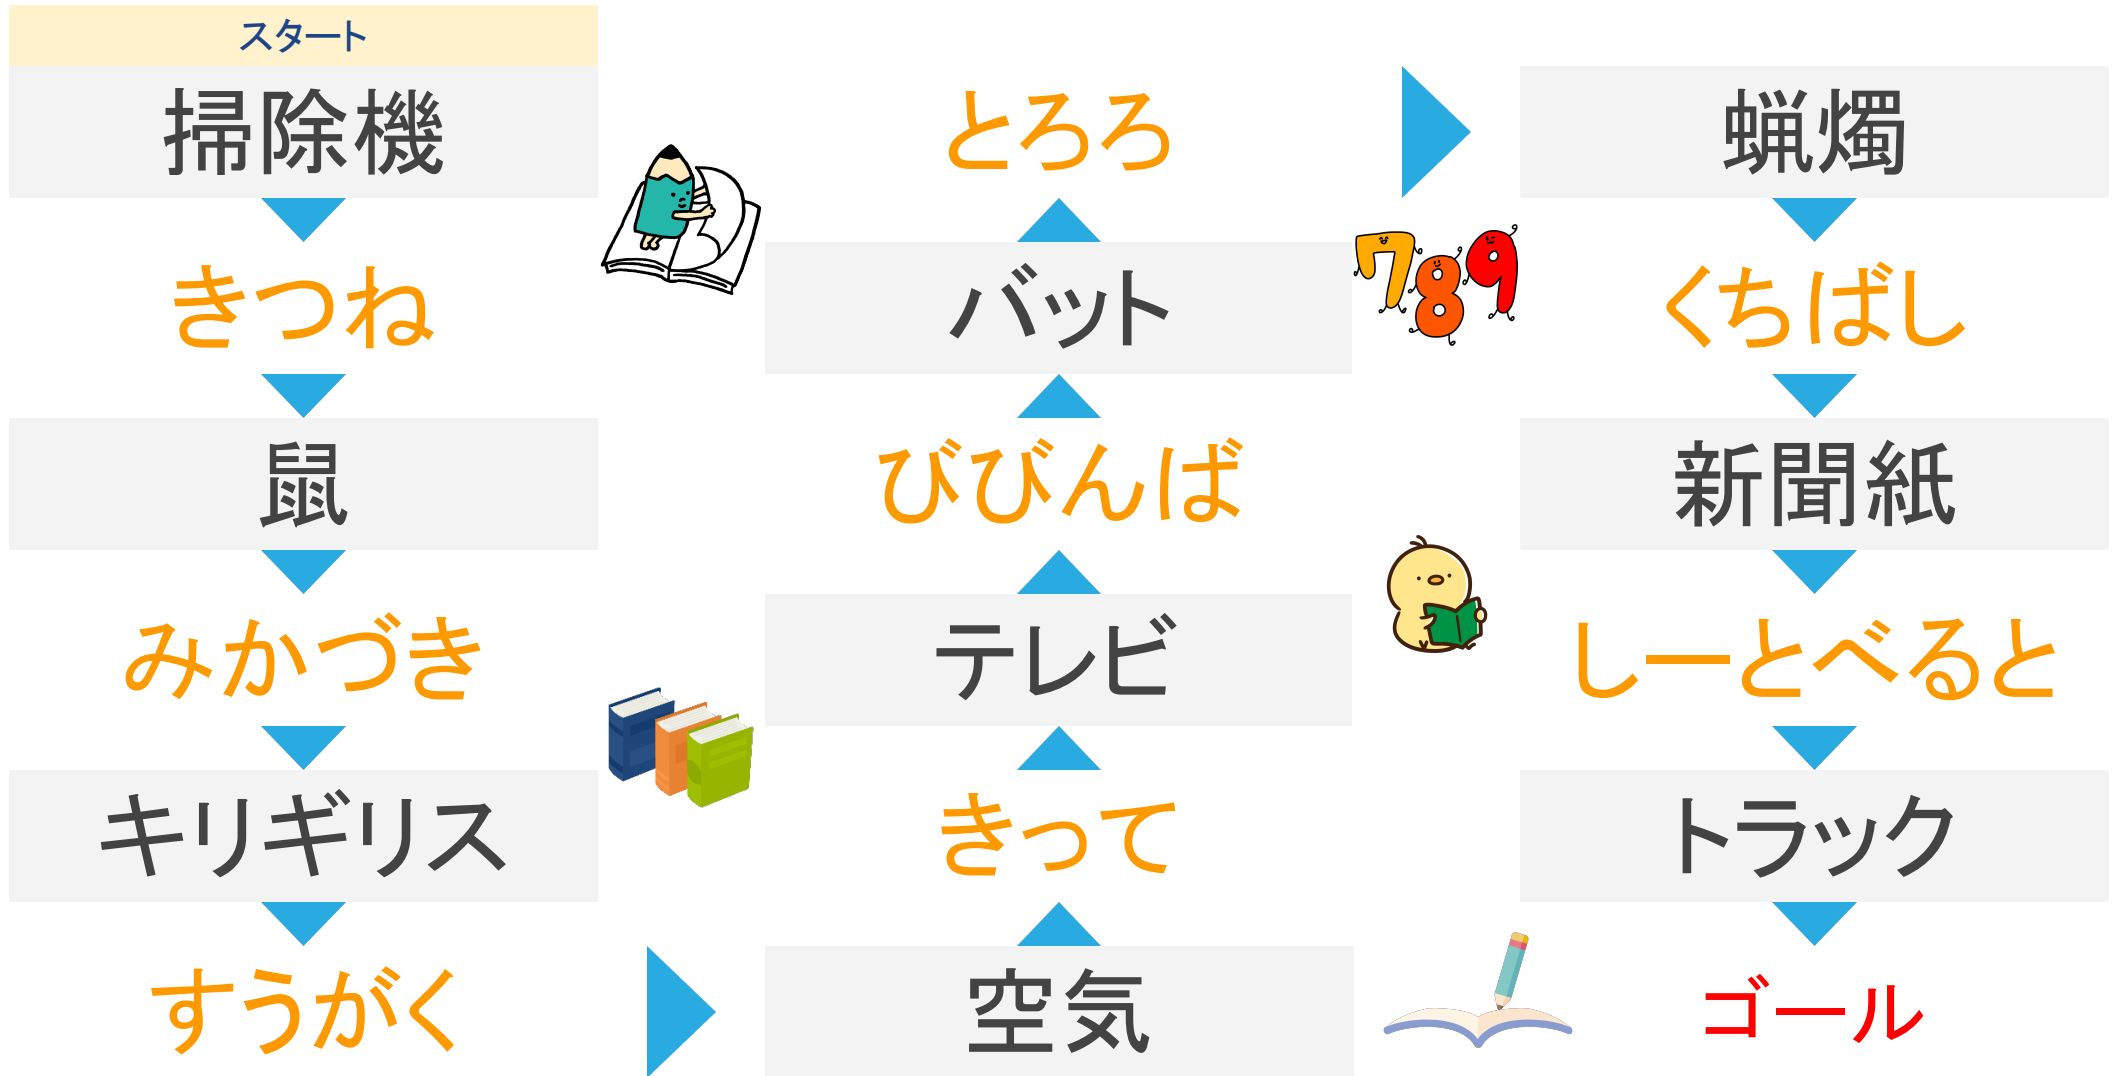 スタート
掃除機
きつね
鼠
みかづき
キリギリス
すうがく
空気
きって
テレビ
びびんば
バット
とろろ
蝋燭
くちばし
新聞紙
しーとべると
トラック
ゴール
789